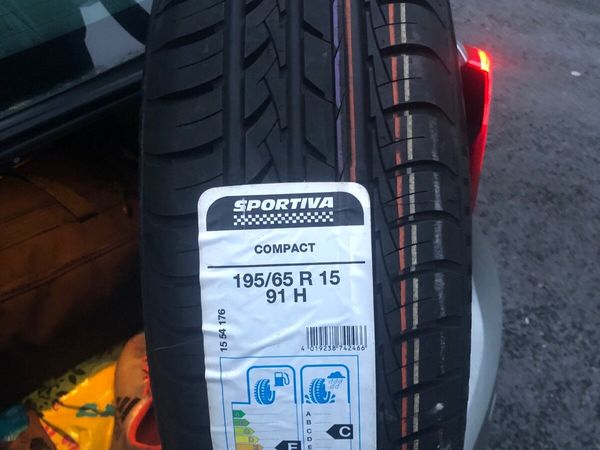 SPORTIVA
COMPACT
195/65 R 15
91 H
15 54 176
4 019238 742466
A
B
C
D
E
C
E